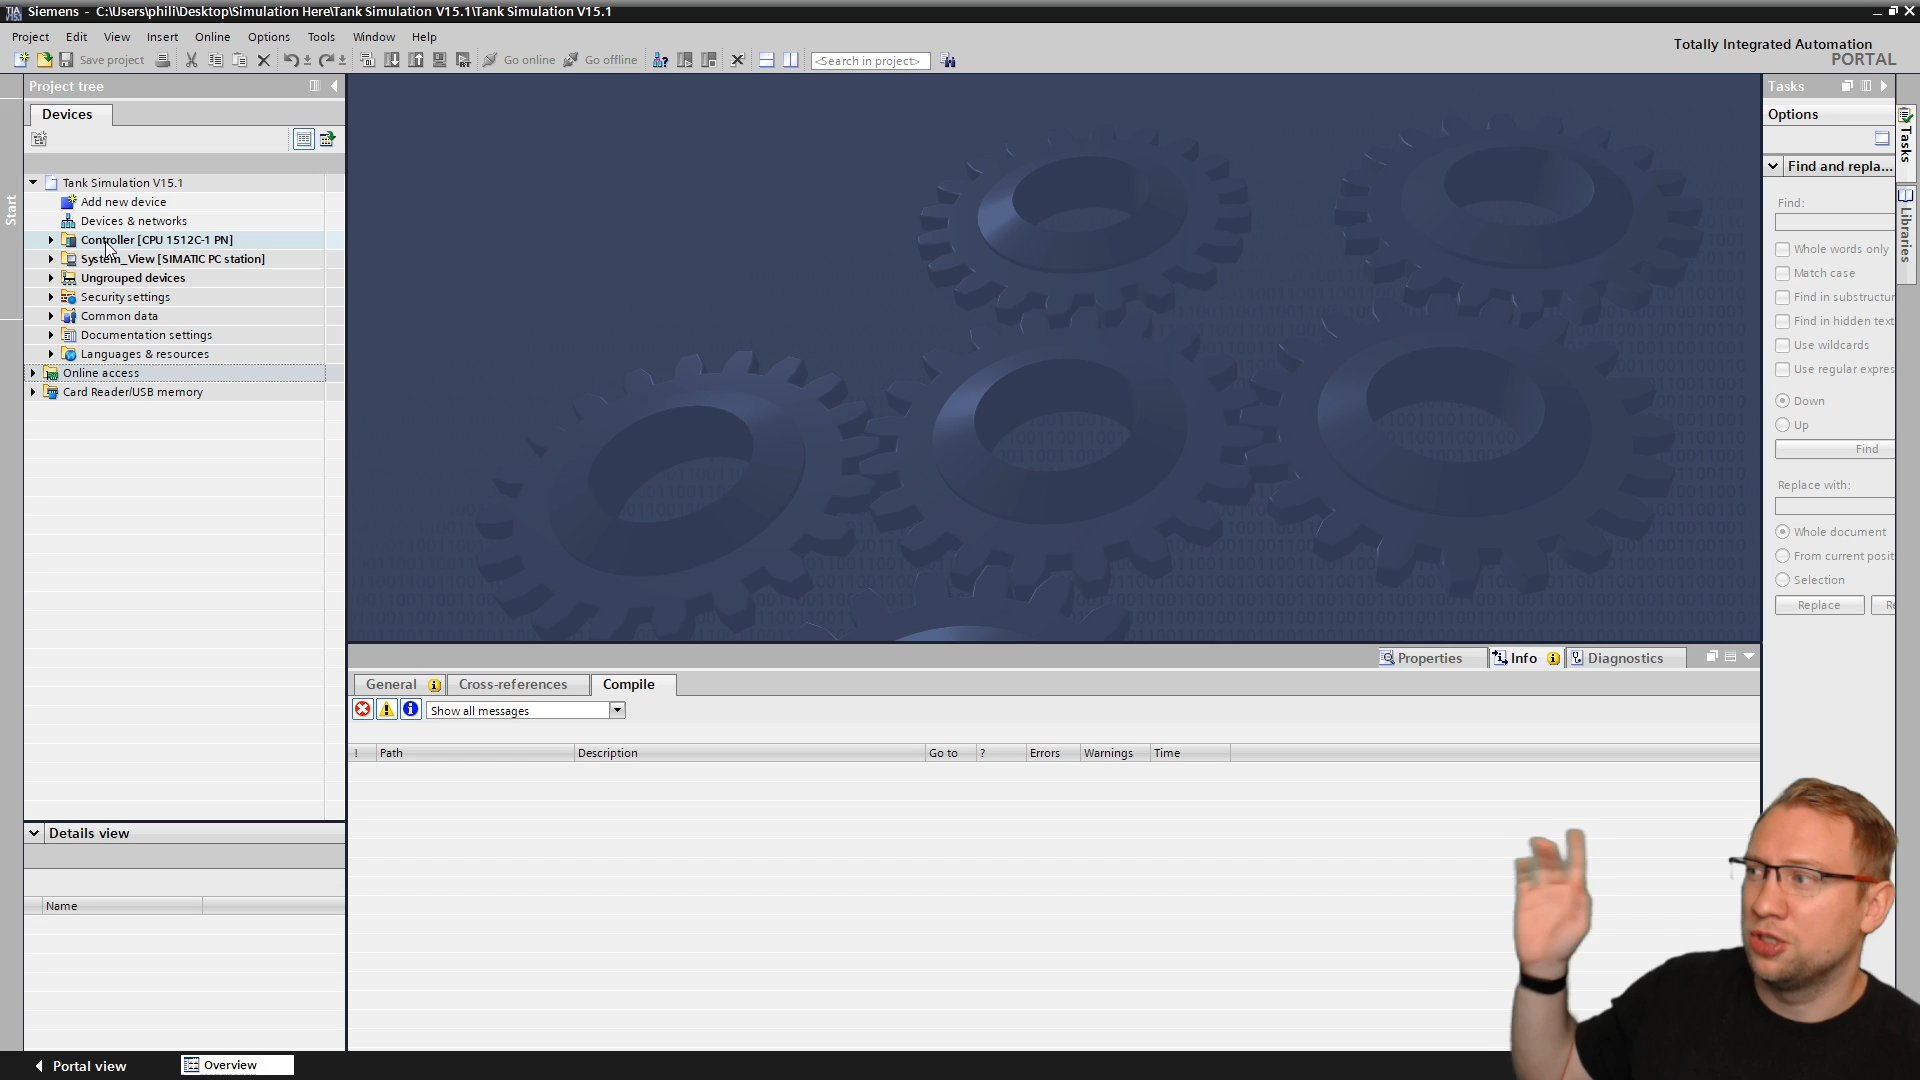 Siemens - C:\Users\phili\Desktop\Simulation Here\Tank Simulation V15.1\Tank Simulation V15.1
Project Edit View Insert Online Options Tools Window Help
Totally Integrated Automation
PORTAL
Save project
Go online
Go offline
<Search in project>
Project tree
Devices
Start
Tank Simulation V15.1
Add new device
Devices & networks
Controller [CPU 1512C-1 PN]
System_View [SIMATIC PC station]
Ungrouped devices
Security settings
Common data
Documentation settings
Languages & resources
Online access
Card Reader/USB memory
Details view
Name
Properties
Info
Diagnostics
General
Cross-references
Compile
Show all messages
! Path Description Go to ? Errors Warnings Time
Tasks
Options
Find and repla...
Find:
Whole words only
Match case
Find in substructur
Find in hidden text
Use wildcards
Use regular expres
Down
Up
Find
Replace with:
Whole document
From current posit
Selection
Replace
Re
Tasks
Libraries
Portal view
Overview